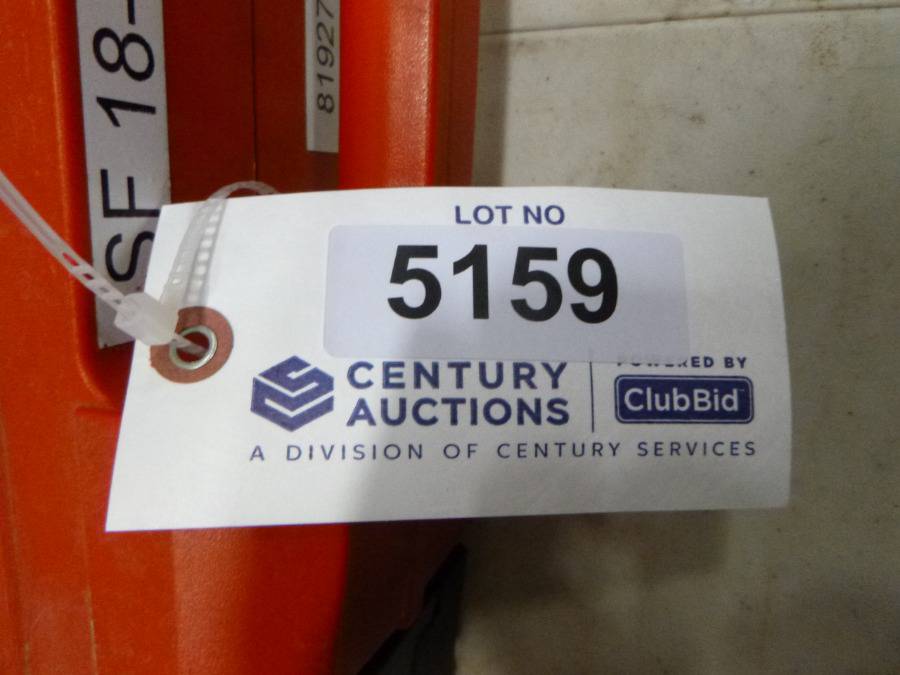 SF 18-
81927
LOT NO
5159
CENTURY
AUCTIONS
POWERED BY
ClubBid
A DIVISION OF CENTURY SERVICES